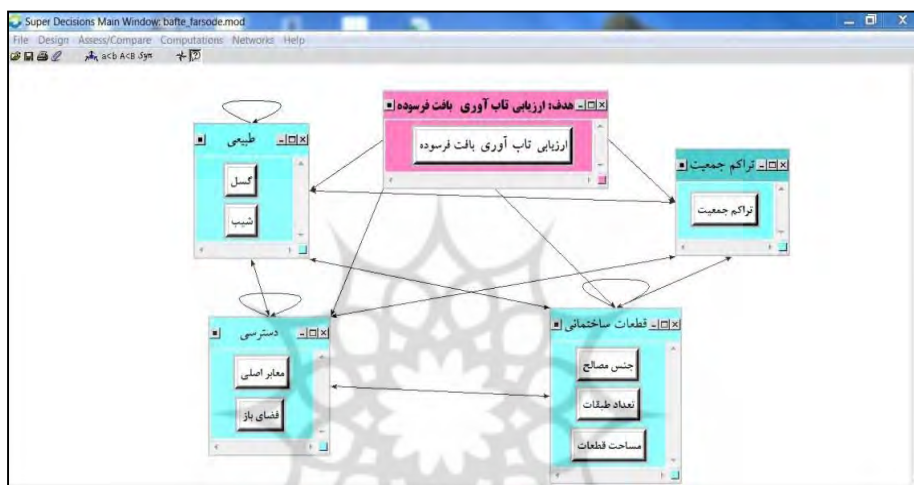 Super Decisions Main Window: bafte_farsode.mod
File Design Assess/Compare Computations Networks Help
a<b A<B Syn
هدف: ارزیابی تاب آوری بافت فرسوده
ارزیابی تاب آوری بافت فرسوده
طبیعی
گسل
شیب
تراکم جمعیت
تراکم جمعیت
دسترسی
معابر اصلی
فضای باز
قطعات ساختمانی
جنس مصالح
تعداد طبقات
مساحت قطعات